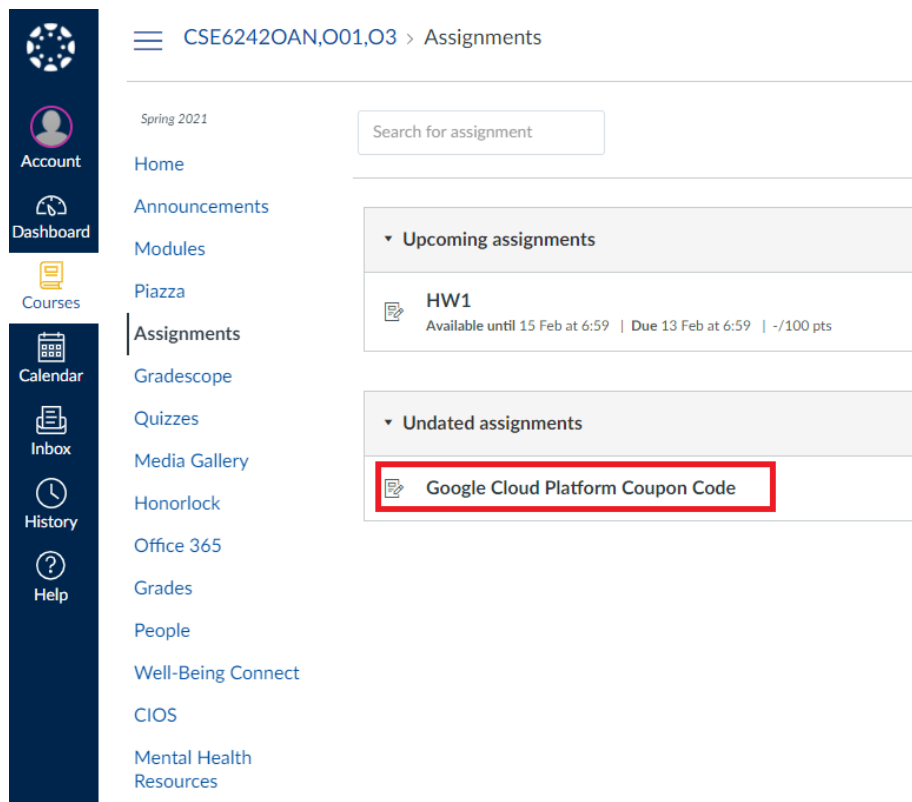 CSE6242OAN,O01,O3 > Assignments
Account
Dashboard
Courses
Calendar
Inbox
History
Help
Spring 2021
Home
Announcements
Modules
Piazza
Assignments
Gradescope
Quizzes
Media Gallery
Honorlock
Office 365
Grades
People
Well-Being Connect
CIOS
Mental Health
Resources
Search for assignment
Upcoming assignments
HW1
Available until 15 Feb at 6:59 | Due 13 Feb at 6:59 | -/100 pts
Undated assignments
Google Cloud Platform Coupon Code